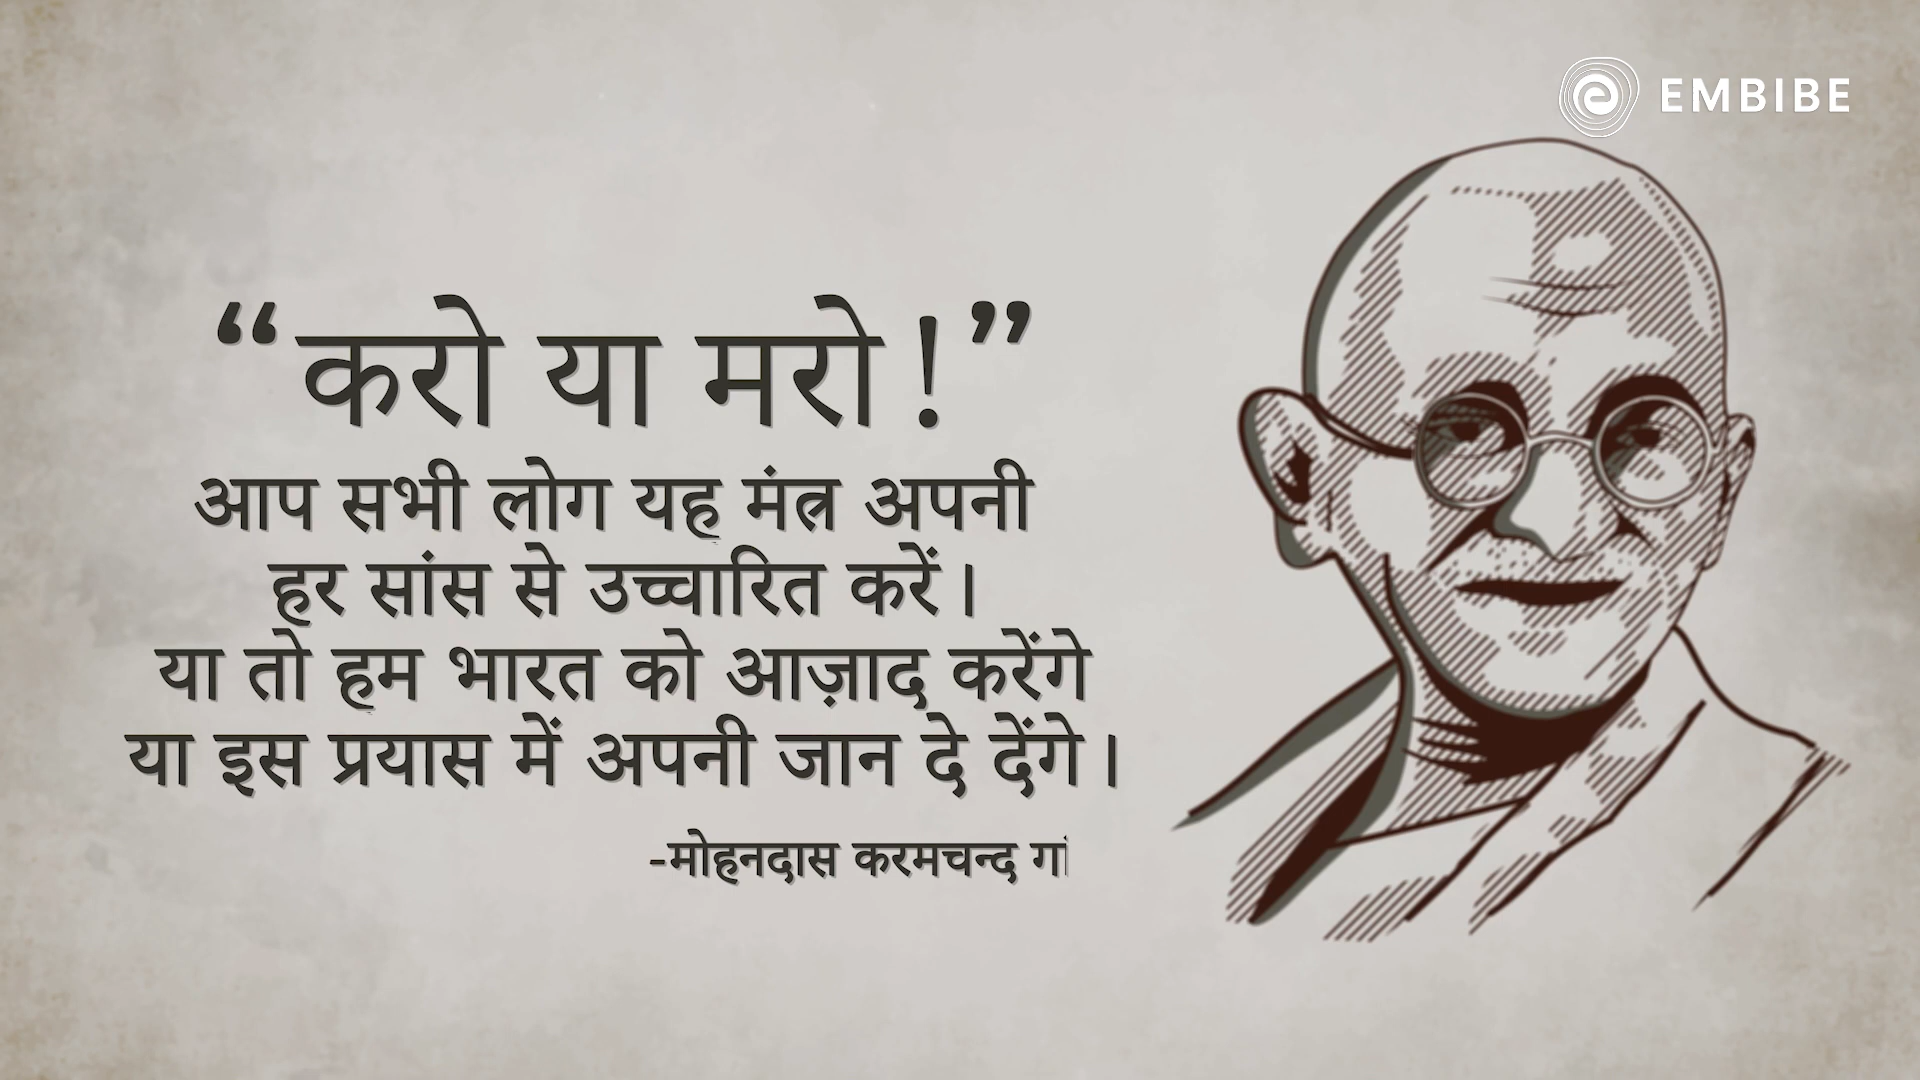 EMBIBE
“करो या मरो!”
आप सभी लोग यह मंत्र अपनी
हर सांस से उच्चारित करें।
या तो हम भारत को आज़ाद करेंगे
या इस प्रयास में अपनी जान दे देंगे।
-मोहनदास करमचन्द